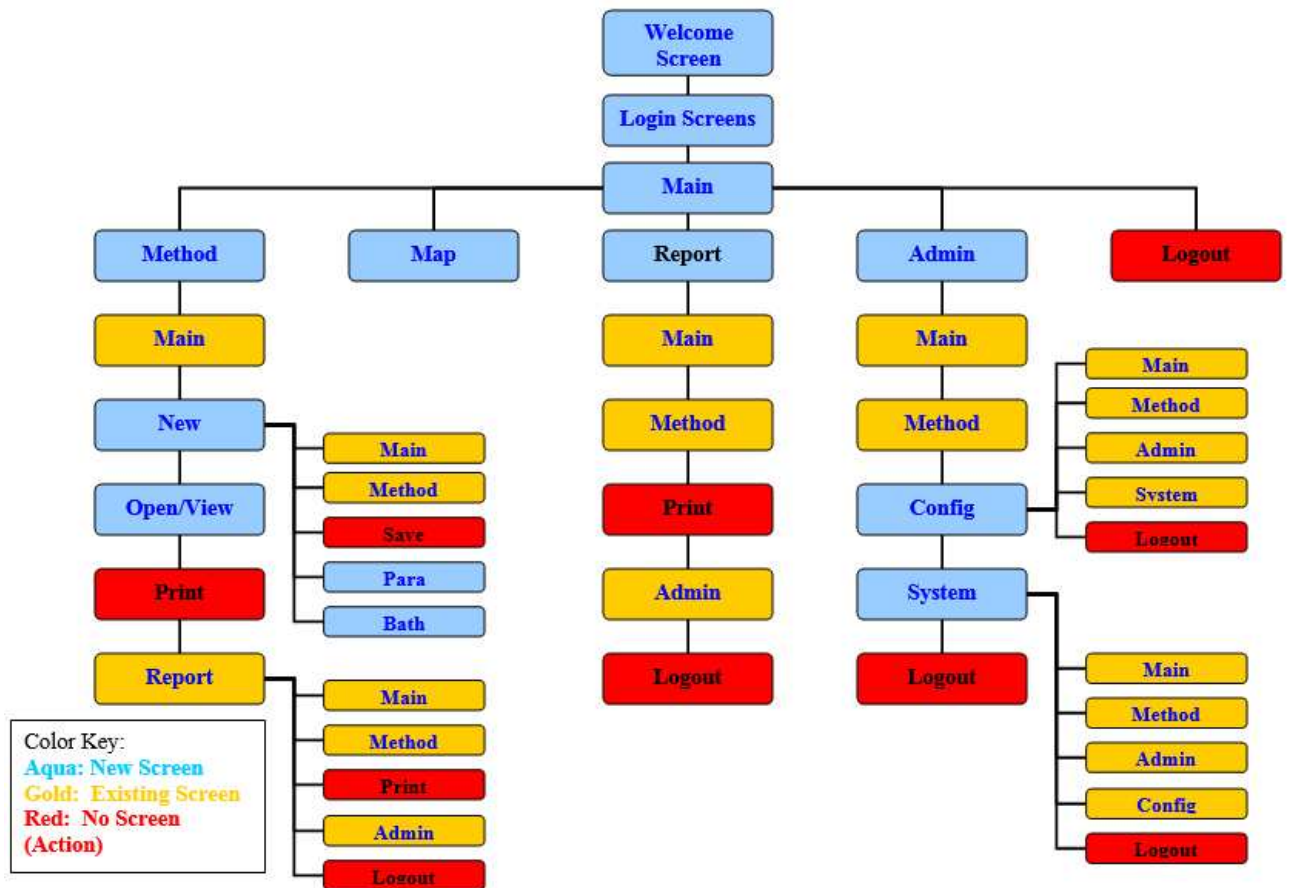 Welcome
Screen
Login Screens
Main
Method
Map
Report
Admin
Logout
Main
New
Main
Method
Save
Para
Bath
Open/View
Print
Report
Main
Method
Print
Admin
Logout
Main
Method
Print
Admin
Logout
Main
Method
Config
Main
Method
Admin
System
Logout
System
Main
Method
Admin
Config
Logout
Logout
Color Key:
Aqua: New Screen
Gold: Existing Screen
Red: No Screen
(Action)